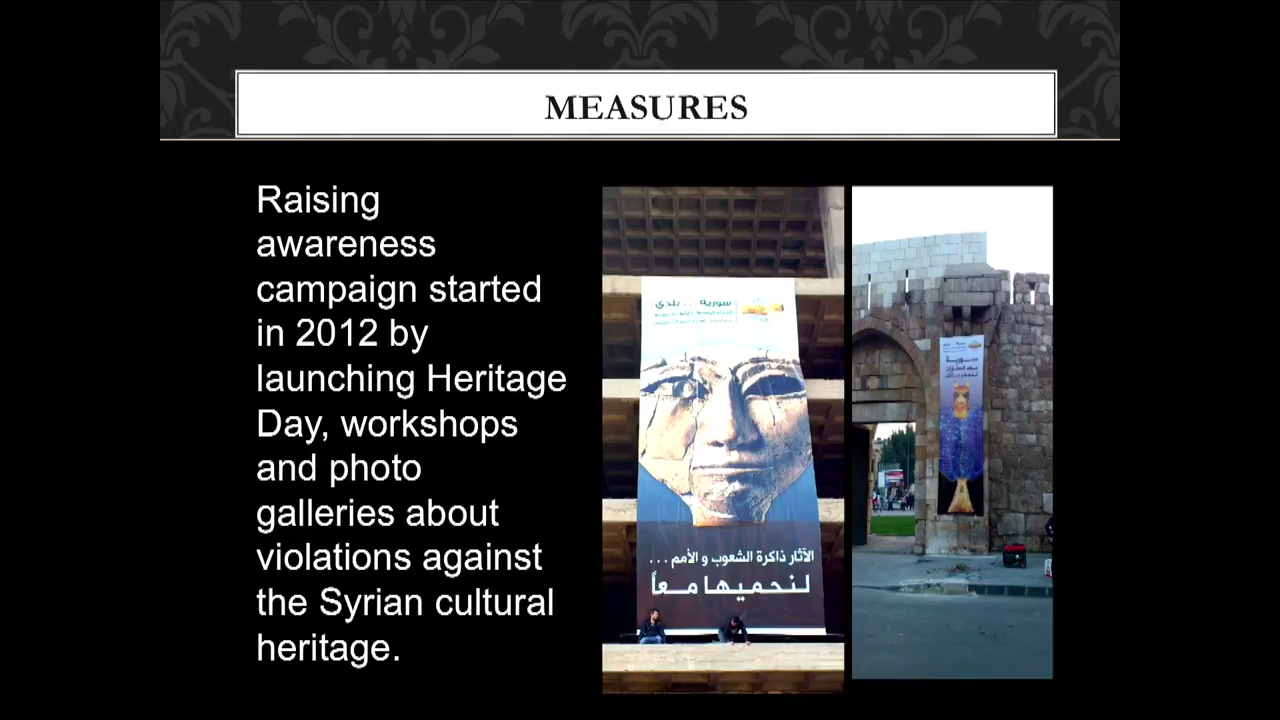 MEASURES
Raising
awareness
campaign started
in 2012 by
launching Heritage
Day, workshops
and photo
galleries about
violations against
the Syrian cultural
heritage.
سورية ... بلدي
الآثار ذاكرة الشعوب و الأمم ...
لنحميها معاً
سورية